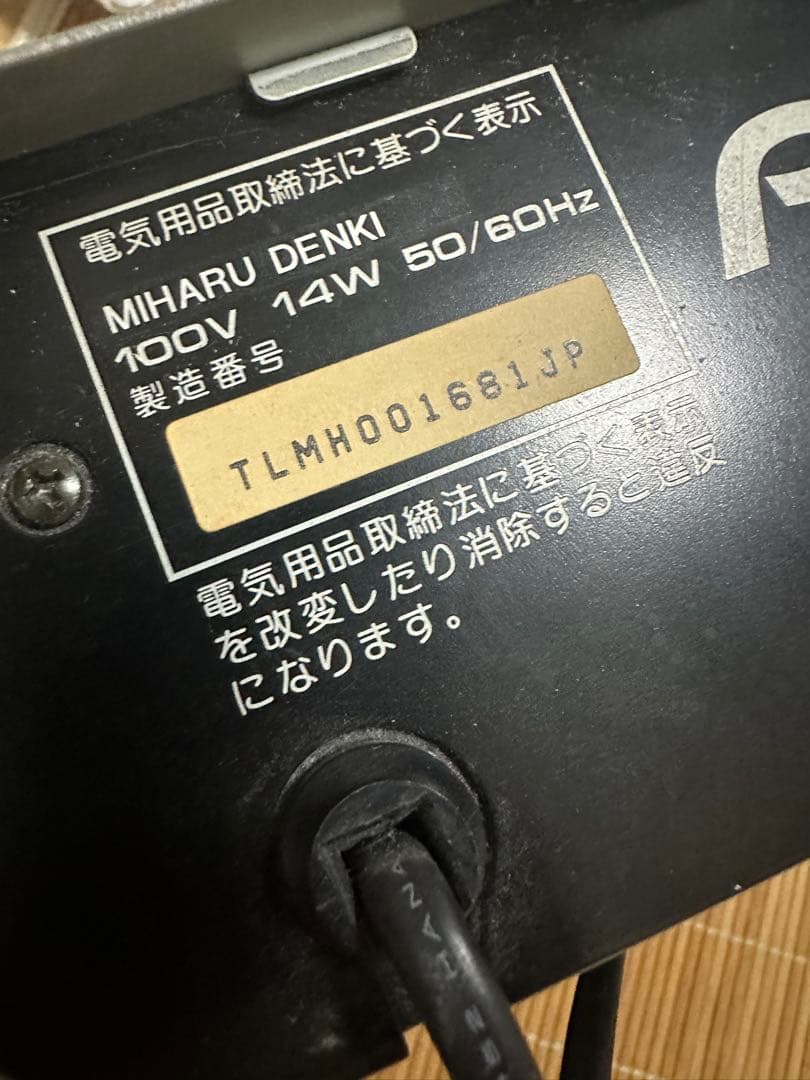 電気用品取締法に基づく表示
MIHARU DENKI
100V 14W 50/60Hz
製造番号
TLMH001681JP
電気用品取締法に基づく表示
を改変したり消除すると違反
になります。